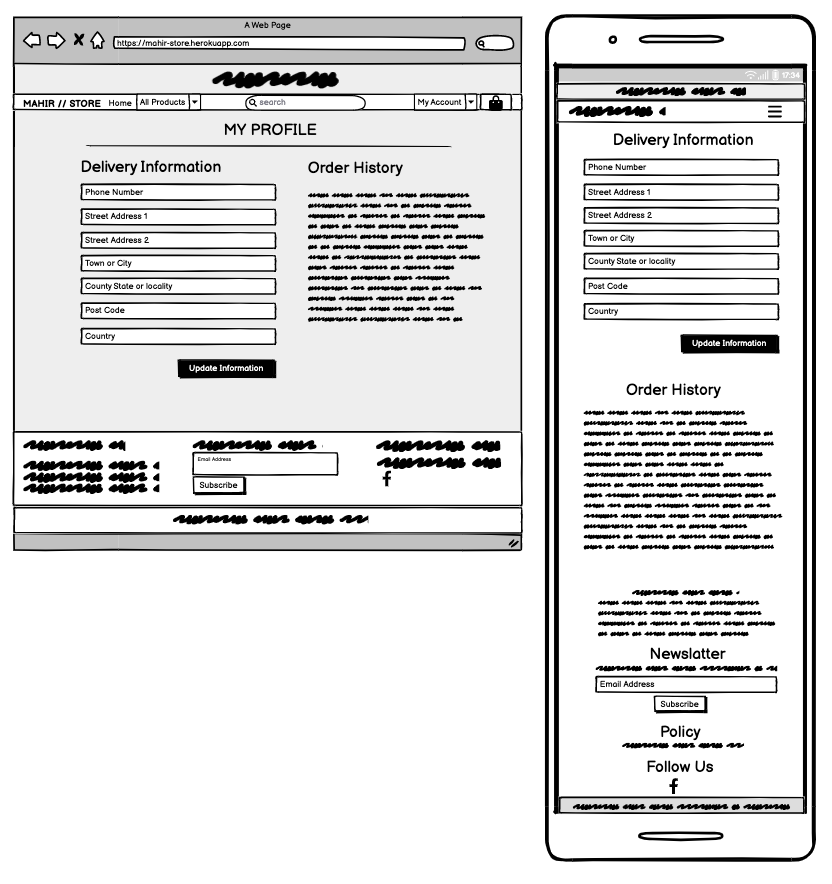 A Web Page
https://mahir-store.herokuapp.com
MAHIR // STORE Home All Products search My Account
MY PROFILE
Delivery Information
Phone Number
Street Address 1
Street Address 2
Town or City
County State or locality
Post Code
Country
Update Information
Order History
Email Address
Subscribe
f
17:34
Delivery Information
Phone Number
Street Address 1
Street Address 2
Town or City
County State or locality
Post Code
Country
Update Information
Order History
Newslatter
Email Address
Subscribe
Policy
Follow Us
f